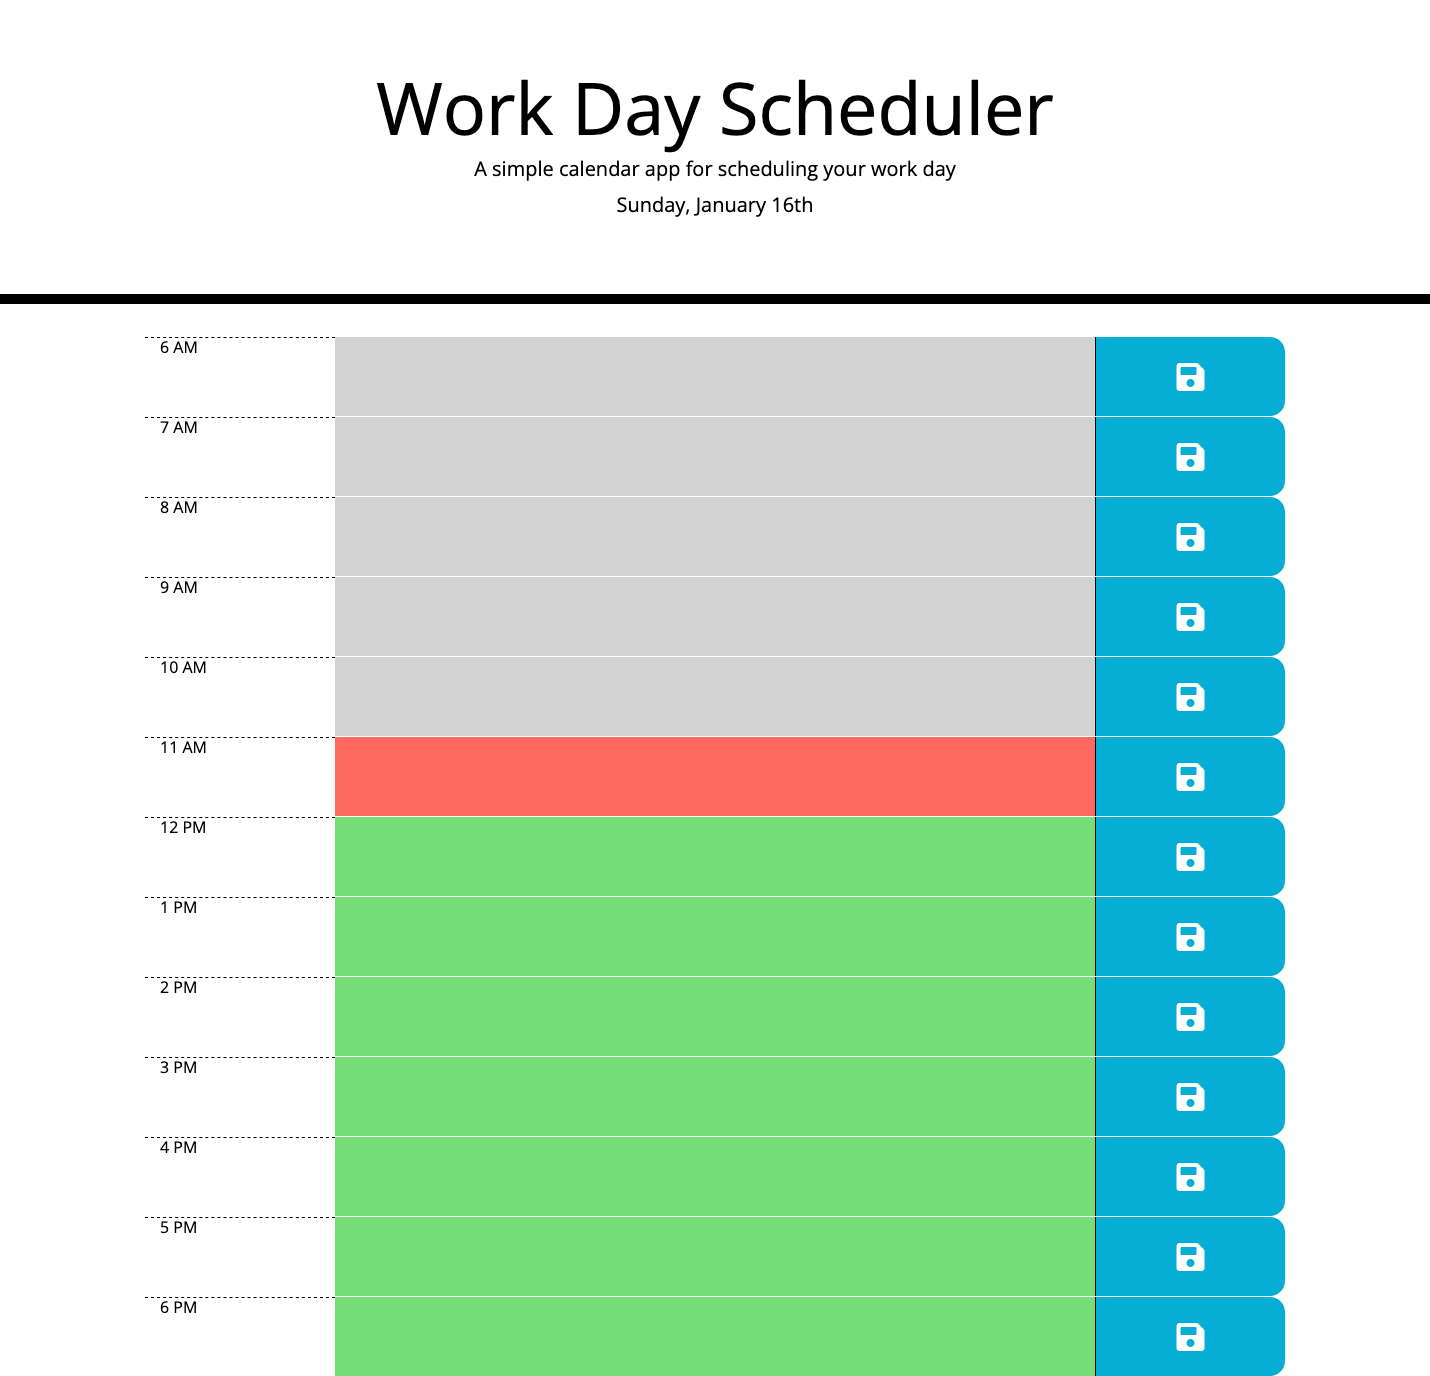 Work Day Scheduler
A simple calendar app for scheduling your work day
Sunday, January 16th
6 AM
7 AM
8 AM
9 AM
10 AM
11 AM
12 PM
1 PM
2 PM
3 PM
4 PM
5 PM
6 PM